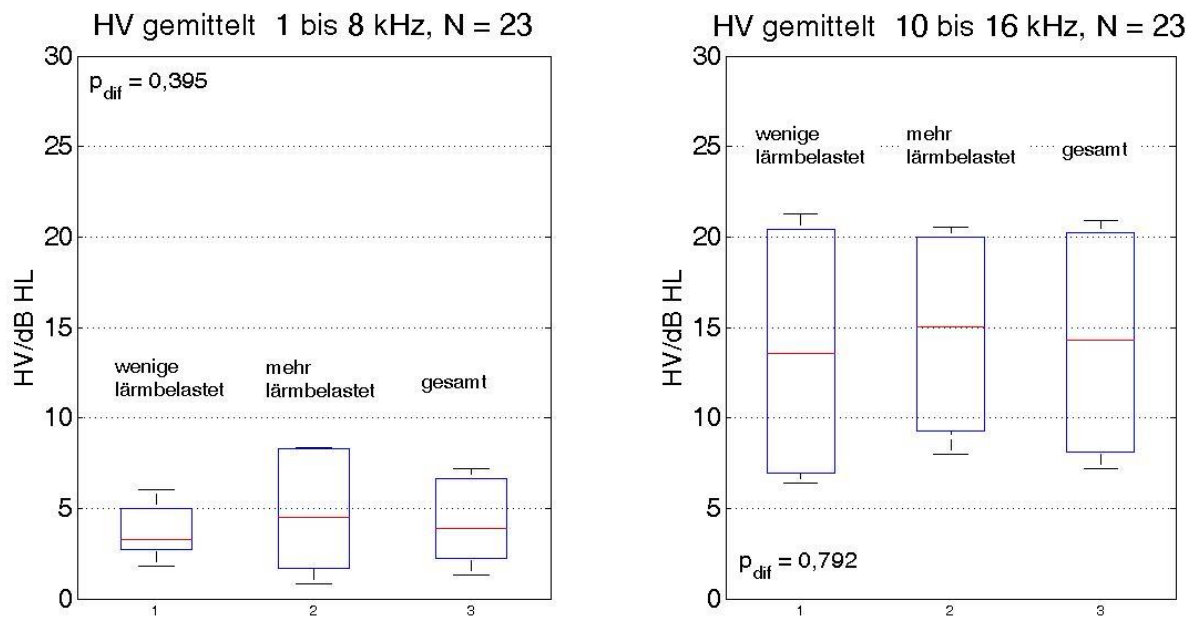 HV gemittelt 1 bis 8 kHz, N = 23
30
p_dif = 0,395
25
20
15
wenige
lärmbelastet
mehr
lärmbelastet
gesamt
10
5
0
HV/dB HL
1 2 3
HV gemittelt 10 bis 16 kHz, N = 23
30
25
wenige
lärmbelastet
mehr
lärmbelastet
gesamt
20
15
10
5
p_dif = 0,792
0
HV/dB HL
1 2 3